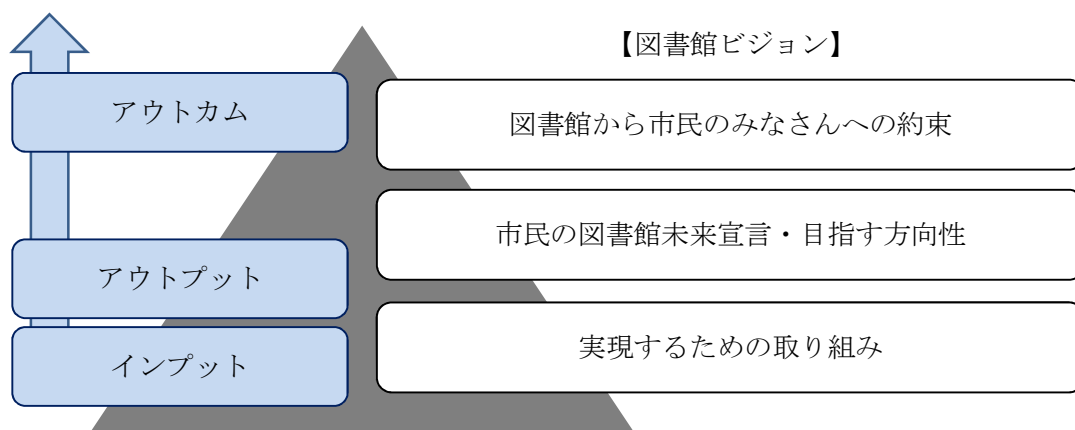 【図書館ビジョン】
アウトカム
図書館から市民のみなさんへの約束
市民の図書館未来宣言・目指す方向性
アウトプット
インプット
実現するための取り組み